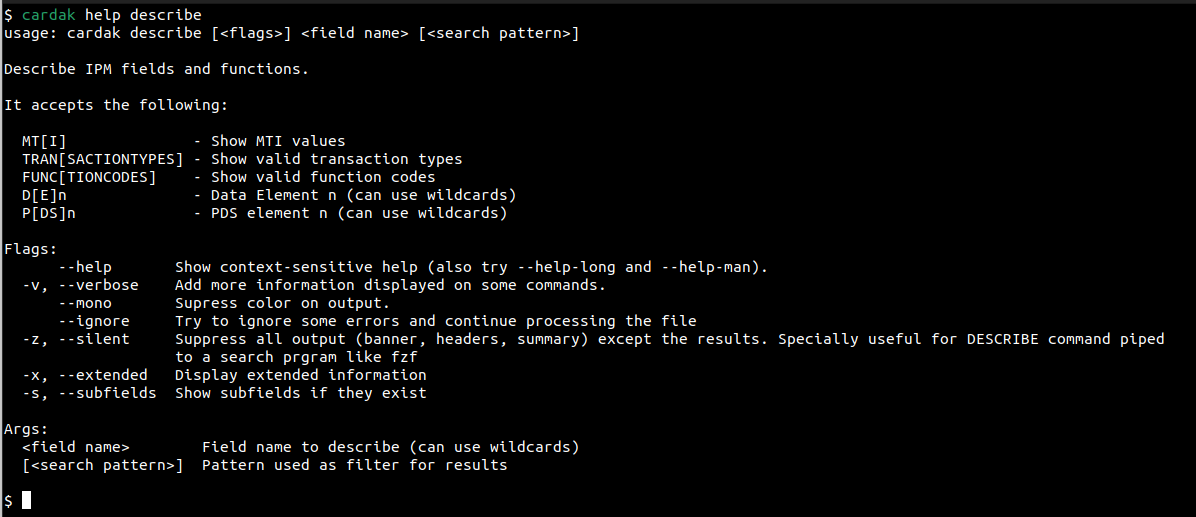 $ cardak help describe
usage: cardak describe [<flags>] <field name> [<search pattern>]

Describe IPM fields and functions.

It accepts the following:

  MT[I]              - Show MTI values
  TRAN[SACTIONTYPES] - Show valid transaction types
  FUNC[TIONCODES]    - Show valid function codes
  D[E]n              - Data Element n (can use wildcards)
  P[DS]n             - PDS element n (can use wildcards)

Flags:
      --help       Show context-sensitive help (also try --help-long and --help-man).
  -v, --verbose    Add more information displayed on some commands.
      --mono       Supress color on output.
      --ignore     Try to ignore some errors and continue processing the file
  -z, --silent     Suppress all output (banner, headers, summary) except the results. Specially useful for DESCRIBE command piped
                   to a search prgram like fzf
  -x, --extended   Display extended information
  -s, --subfields  Show subfields if they exist

Args:
  <field name>        Field name to describe (can use wildcards)
  [<search pattern>]  Pattern used as filter for results

$